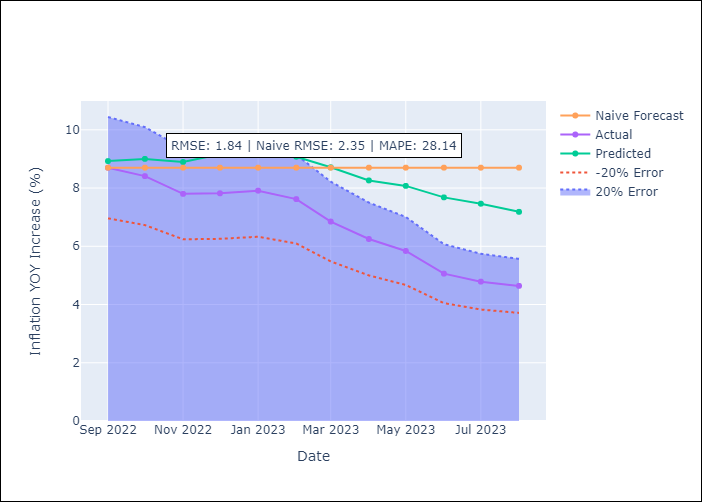 RMSE: 1.84 | Naive RMSE: 2.35 | MAPE: 28.14
Naive Forecast
Actual
Predicted
-20% Error
20% Error
Inflation YOY Increase (%)
10
8
6
4
2
0
Sep 2022
Nov 2022
Jan 2023
Mar 2023
May 2023
Jul 2023
Date